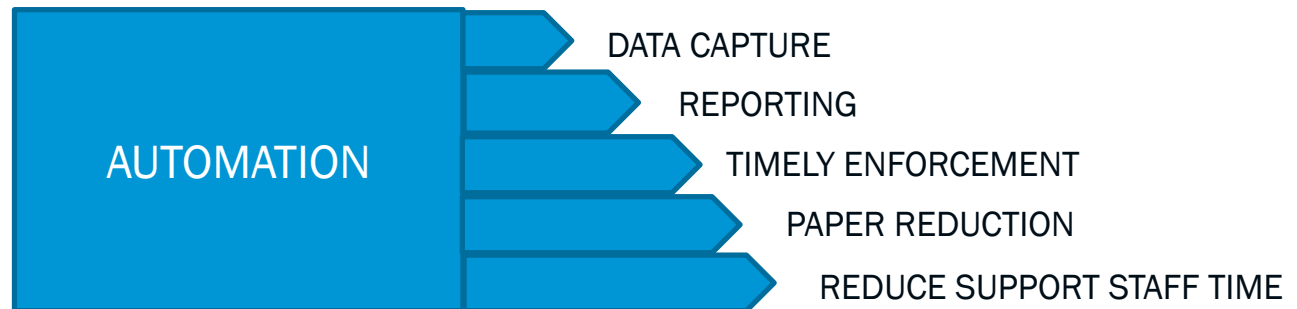 DATA CAPTURE
REPORTING
AUTOMATION
TIMELY ENFORCEMENT
PAPER REDUCTION
REDUCE SUPPORT STAFF TIME